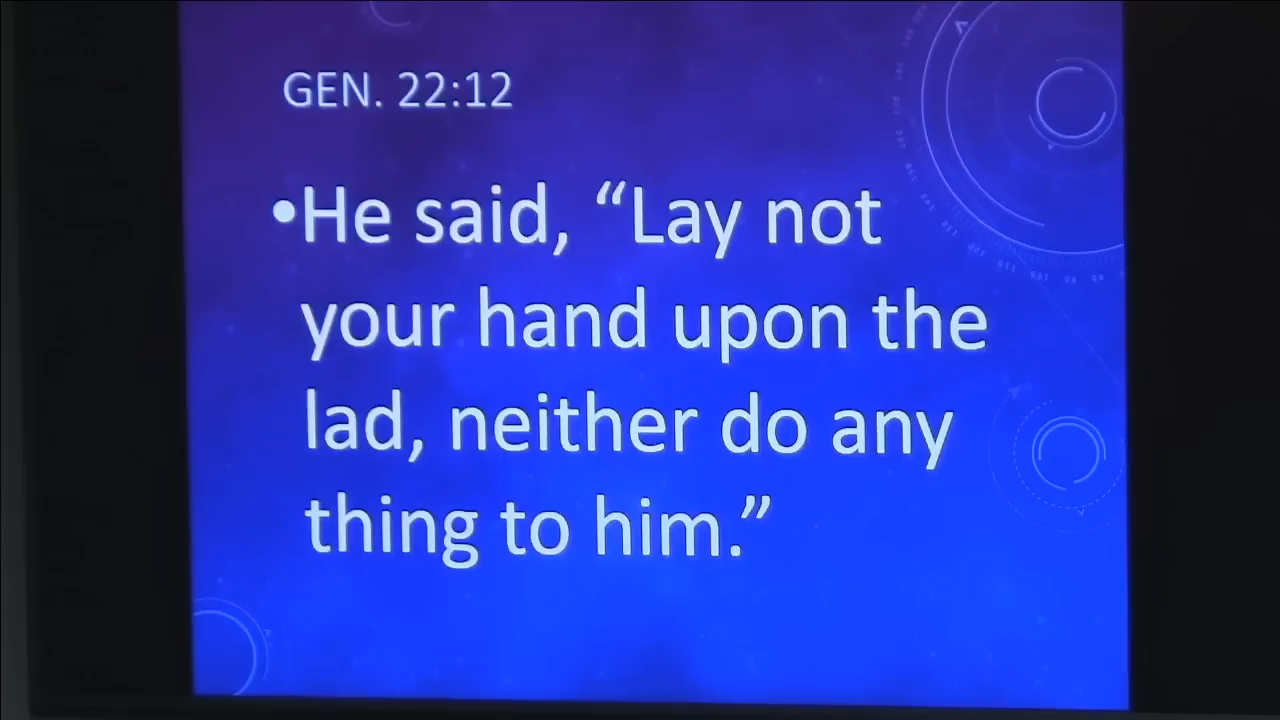 GEN. 22:12
•He said, “Lay not
your hand upon the
lad, neither do any
thing to him.”